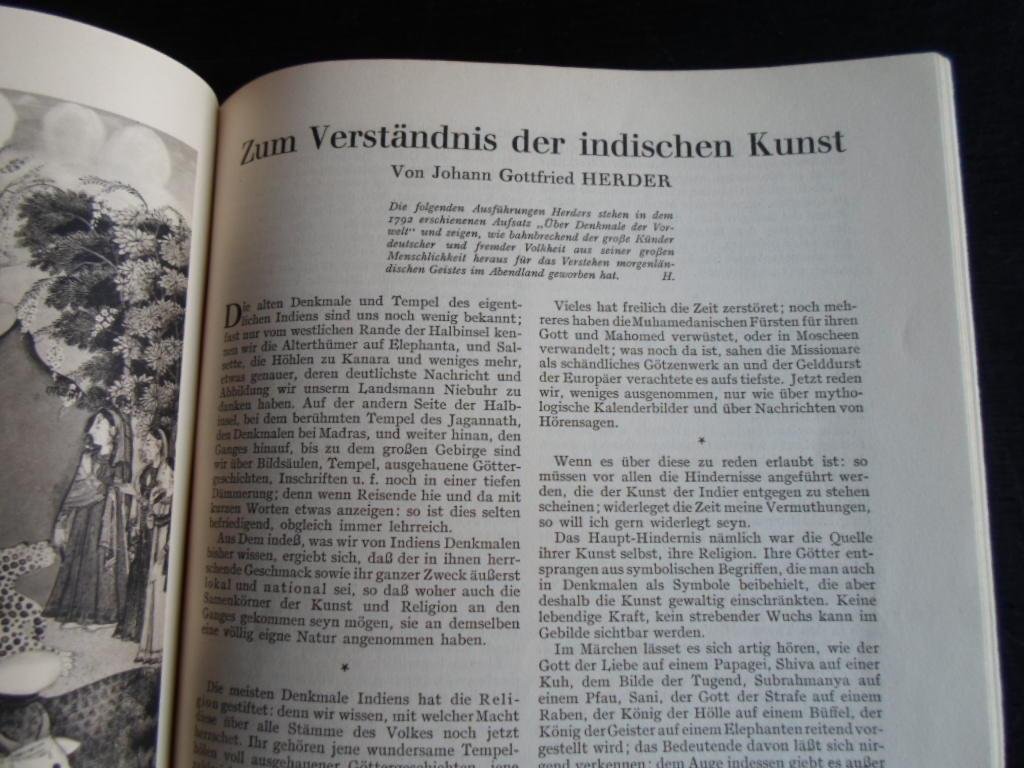 Zum Verständnis der indischen Kunst
Von Johann Gottfried HERDER
Die folgenden Ausführungen Herders stehen in dem
1792 erschienenen Aufsatz „Über Denkmale der Vor-
welt“ und zeigen, wie bahnbrechend der große Künder
deutscher und fremder Volkheit aus seiner großen
Menschlichkeit heraus für das Verstehen morgenlän-
dischen Geistes im Abendland geworben hat. H.
Die alten Denkmale und Tempel des eigent-
lichen Indiens sind uns noch wenig bekannt;
fast nur vom westlichen Rande der Halbinsel ken-
nen wir die Alterthümer auf Elephanta, und Sal-
sette, die Höhlen zu Kanara und weniges mehr,
etwas genauer, deren deutlichste Nachricht und
Abbildung wir unserm Landsmann Niebuhr zu
danken haben. Auf der andern Seite der Halb-
insel, bei dem berühmten Tempel des Jagannath,
den Denkmalen bei Madras, und weiter hinan, den
Ganges hinauf, bis zu dem großen Gebirge sind
wir über Bildsäulen, Tempel, ausgehauene Götter-
geschichten, Inschriften u. f. noch in einer tiefen
Dämmerung; denn wenn Reisende hie und da mit
kurzen Worten etwas anzeigen: so ist dies selten
befriedigend, obgleich immer lehrreich.
Aus Dem indeß, was wir von Indiens Denkmalen
bisher wissen, ergiebt sich, daß der in ihnen herr-
schende Geschmack sowie ihr ganzer Zweck äußerst
lokal und national sei, so daß woher auch die
Samenkörner der Kunst und Religion an den
Ganges gekommen seyn mögen, sie an demselben
eine völlig eigne Natur angenommen haben.
*
Die meisten Denkmale Indiens hat die Reli-
gion gestiftet: denn wir wissen, mit welcher Macht
diese über alle Stämme des Volkes noch jetzt
herrschet. Ihr gehören jene wundersame Tempel-
höhlen voll ausgehauener Göttergeschichten, jene
Vieles hat freilich die Zeit zerstöret; noch meh-
reres haben die Muhamedanischen Fürsten für ihren
Gott und Mahomed verwüstet, oder in Moscheen
verwandelt; was noch da ist, sahen die Missionare
als schändliches Götzenwerk an und der Gelddurst
der Europäer verachtete es aufs tiefste. Jetzt reden
wir, weniges ausgenommen, nur wie über mytho-
logische Kalenderbilder und über Nachrichten von
Hörensagen.
*
Wenn es über diese zu reden erlaubt ist: so
müssen vor allen die Hindernisse angeführt wer-
den, die der Kunst der Indier entgegen zu stehen
scheinen; widerleget die Zeit meine Vermuthungen,
so will ich gern widerlegt seyn.
Das Haupt-Hindernis nämlich war die Quelle
ihrer Kunst selbst, ihre Religion. Ihre Götter ent-
sprangen aus symbolischen Begriffen, die man auch
in Denkmalen als Symbole beibehielt, die aber
deshalb die Kunst gewaltig einschränkten. Keine
lebendige Kraft, kein strebender Wuchs kann im
Gebilde sichtbar werden.
Im Märchen lässet es sich artig hören, wie der
Gott der Liebe auf einem Papagei, Shiva auf einer
Kuh, dem Bilde der Tugend, Subrahmanya auf
einem Pfau, Sani, der Gott der Strafe auf einem
Raben, der König der Hölle auf einem Büffel, der
König der Geister auf einem Elephanten reitend vor-
gestellt wird; das Bedeutende davon läßt sich nir-
gend verkennen; dem Auge indessen giebt es außer